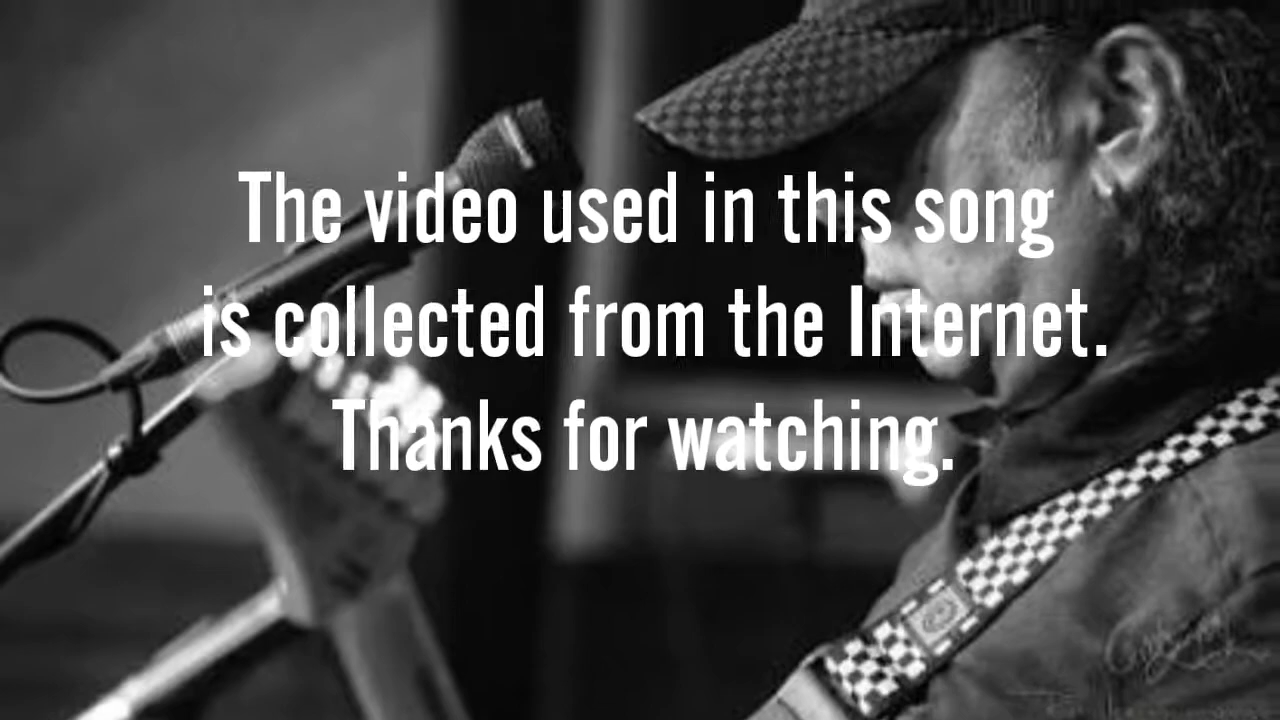 The video used in this song
is collected from the Internet.
Thanks for watching.